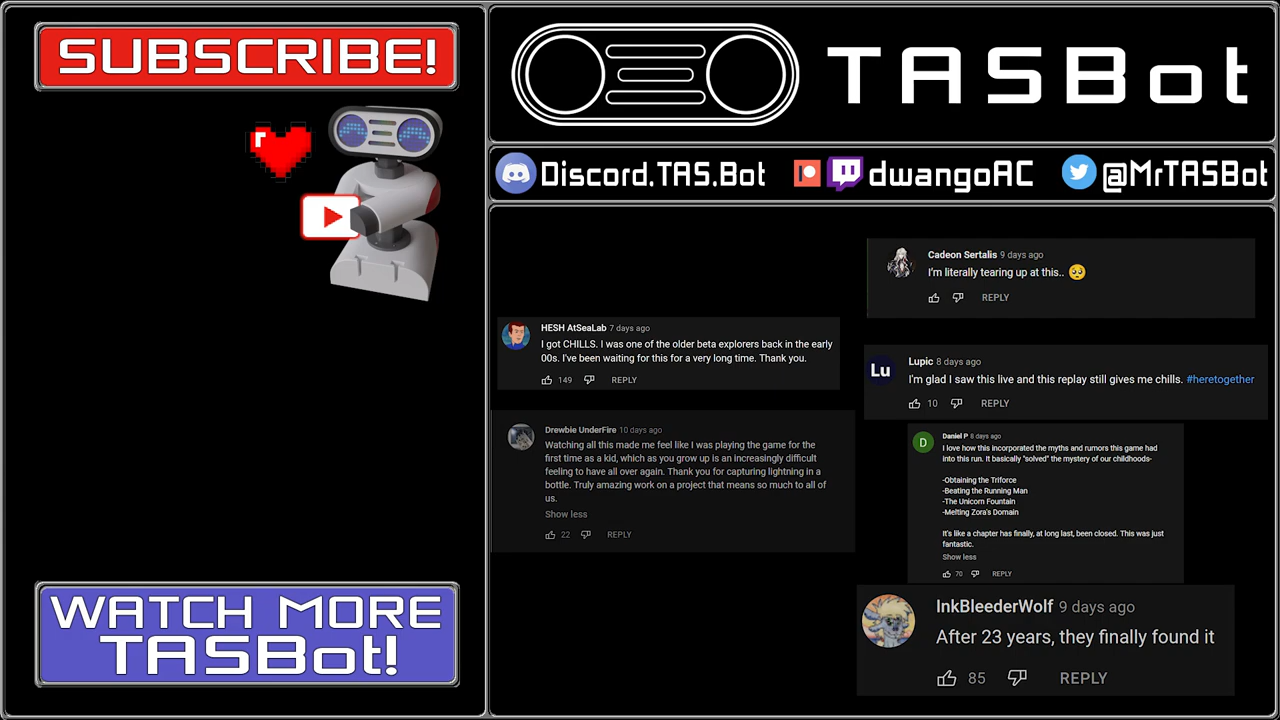 SUBSCRIBE!
TASBot
Discord.TAS.Bot
dwangoAC
@MrTASBot
Cadeon Sertalis 9 days ago
I'm literally tearing up at this.. 🥺
REPLY
HESH AtSeaLab 7 days ago
I got CHILLS. I was one of the older beta explorers back in the early
00s. I've been waiting for this for a very long time. Thank you.
149 REPLY
Lu
Lupic 8 days ago
I'm glad I saw this live and this replay still gives me chills. #heretogether
10 REPLY
Drewbie UnderFire 10 days ago
Watching all this made me feel like I was playing the game for the
first time as a kid, which as you grow up is an increasingly difficult
feeling to have all over again. Thank you for capturing lightning in a
bottle. Truly amazing work on a project that means so much to all of
us.
Show less
22 REPLY
D
Daniel P 8 days ago
I love how this incorporated the myths and rumors this game had
into this run. It basically "solved" the mystery of our childhoods-
-Obtaining the Triforce
-Beating the Running Man
-The Unicorn Fountain
-Melting Zora's Domain
It's like a chapter has finally, at long last, been closed. This was just
fantastic.
Show less
70 REPLY
InkBleederWolf 9 days ago
After 23 years, they finally found it
85 REPLY
WATCH MORE
TASBot!